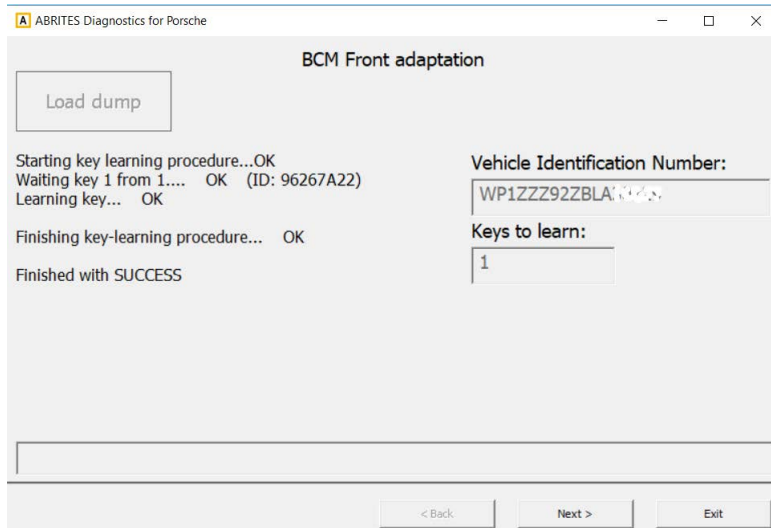 A ABRITES Diagnostics for Porsche
BCM Front adaptation
Load dump
Starting key learning procedure...OK
Waiting key 1 from 1.... OK (ID: 96267A22)
Learning key... OK
Finishing key-learning procedure... OK
Finished with SUCCESS
Vehicle Identification Number:
WP1ZZZ92ZBLA
Keys to learn:
1
< Back
Next >
Exit